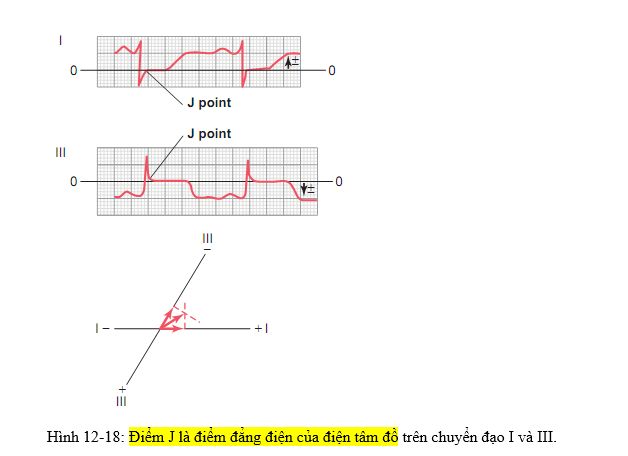 I
0
±
0
J point
J point
III
0
±
0
III
−
I −
+ I
+
III
Hình 12-18: Điểm J là điểm đẳng điện của điện tâm đồ trên chuyển đạo I và III.